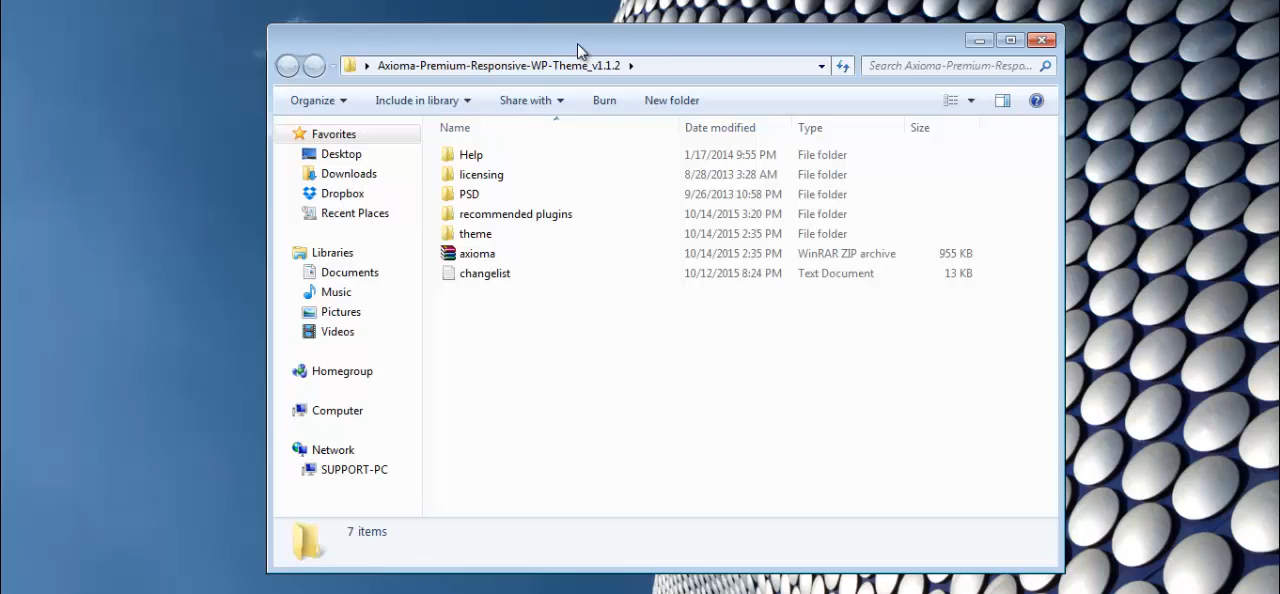 Axioma-Premium-Responsive-WP-Theme_v1.1.2
Search Axioma-Premium-Respo...
Organize Include in library Share with Burn New folder
Favorites
Desktop
Downloads
Dropbox
Recent Places
Libraries
Documents
Music
Pictures
Videos
Homegroup
Computer
Network
SUPPORT-PC
Name Date modified Type Size
Help 1/17/2014 9:55 PM File folder
licensing 8/28/2013 3:28 AM File folder
PSD 9/26/2013 10:58 PM File folder
recommended plugins 10/14/2015 3:20 PM File folder
theme 10/14/2015 2:35 PM File folder
axioma 10/14/2015 2:35 PM WinRAR ZIP archive 955 KB
changelist 10/12/2015 8:24 PM Text Document 13 KB
7 items